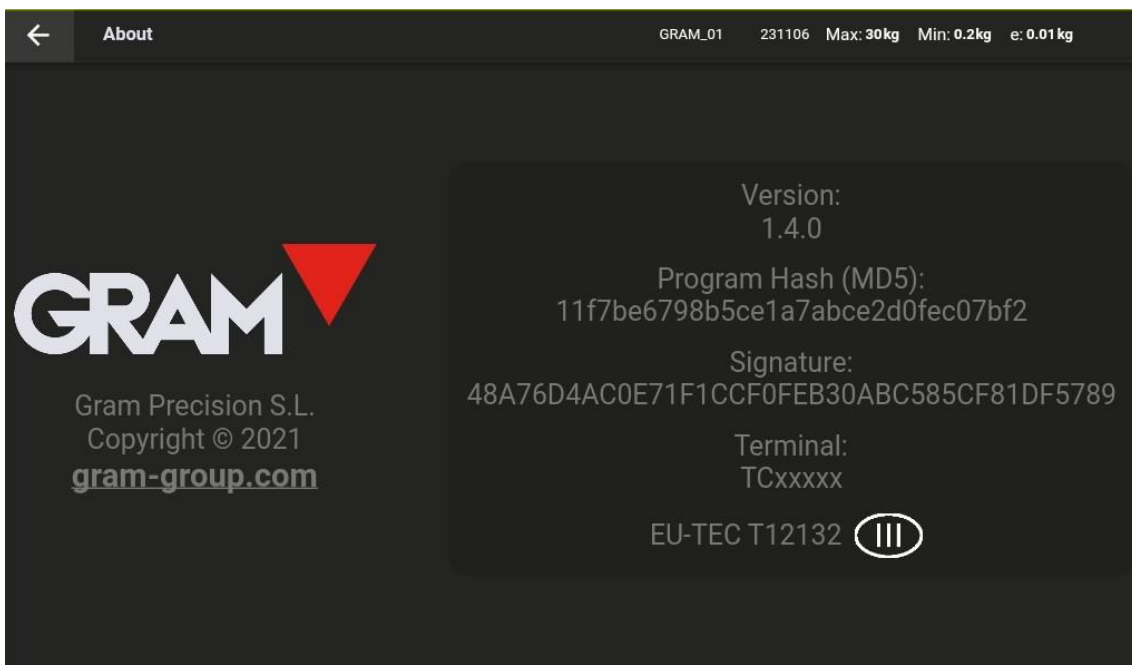 About
GRAM_01 231106 Max: 30kg Min: 0.2kg e: 0.01kg
GRAM
Gram Precision S.L.
Copyright © 2021
gram-group.com
Version:
1.4.0
Program Hash (MD5):
11f7be6798b5ce1a7abce2d0fec07bf2
Signature:
48A76D4AC0E71F1CCF0FEB30ABC585CF81DF5789
Terminal:
TCxxxxx
EU-TEC T12132 III